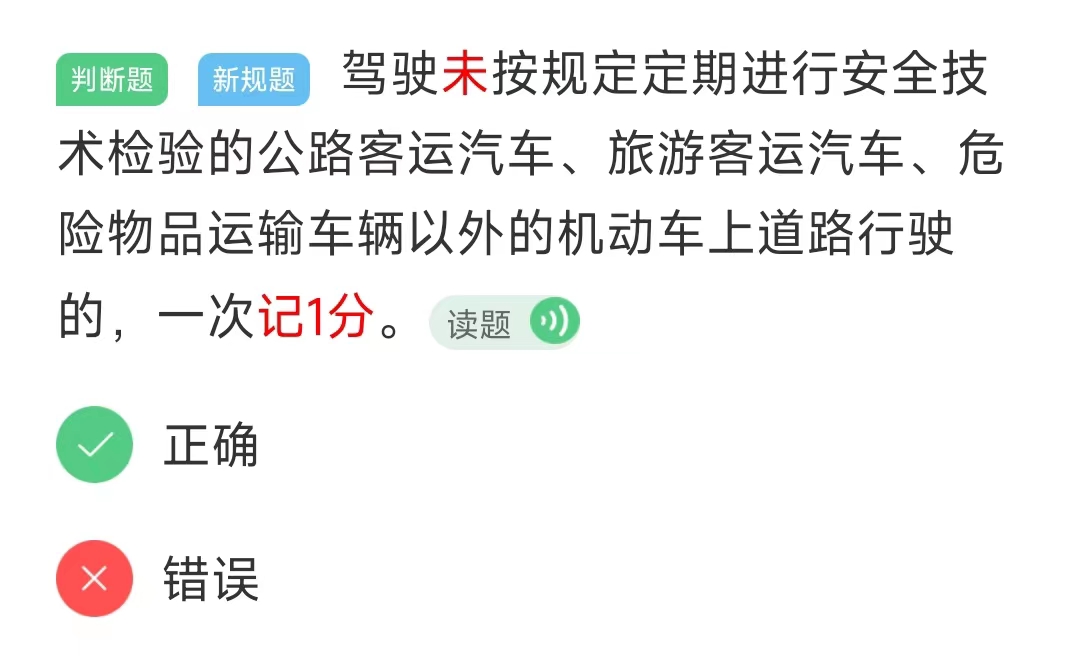 判断题 新规题 驾驶未按规定定期进行安全技
术检验的公路客运汽车、旅游客运汽车、危
险物品运输车辆以外的机动车上道路行驶
的，一次记1分。 读题
正确
错误